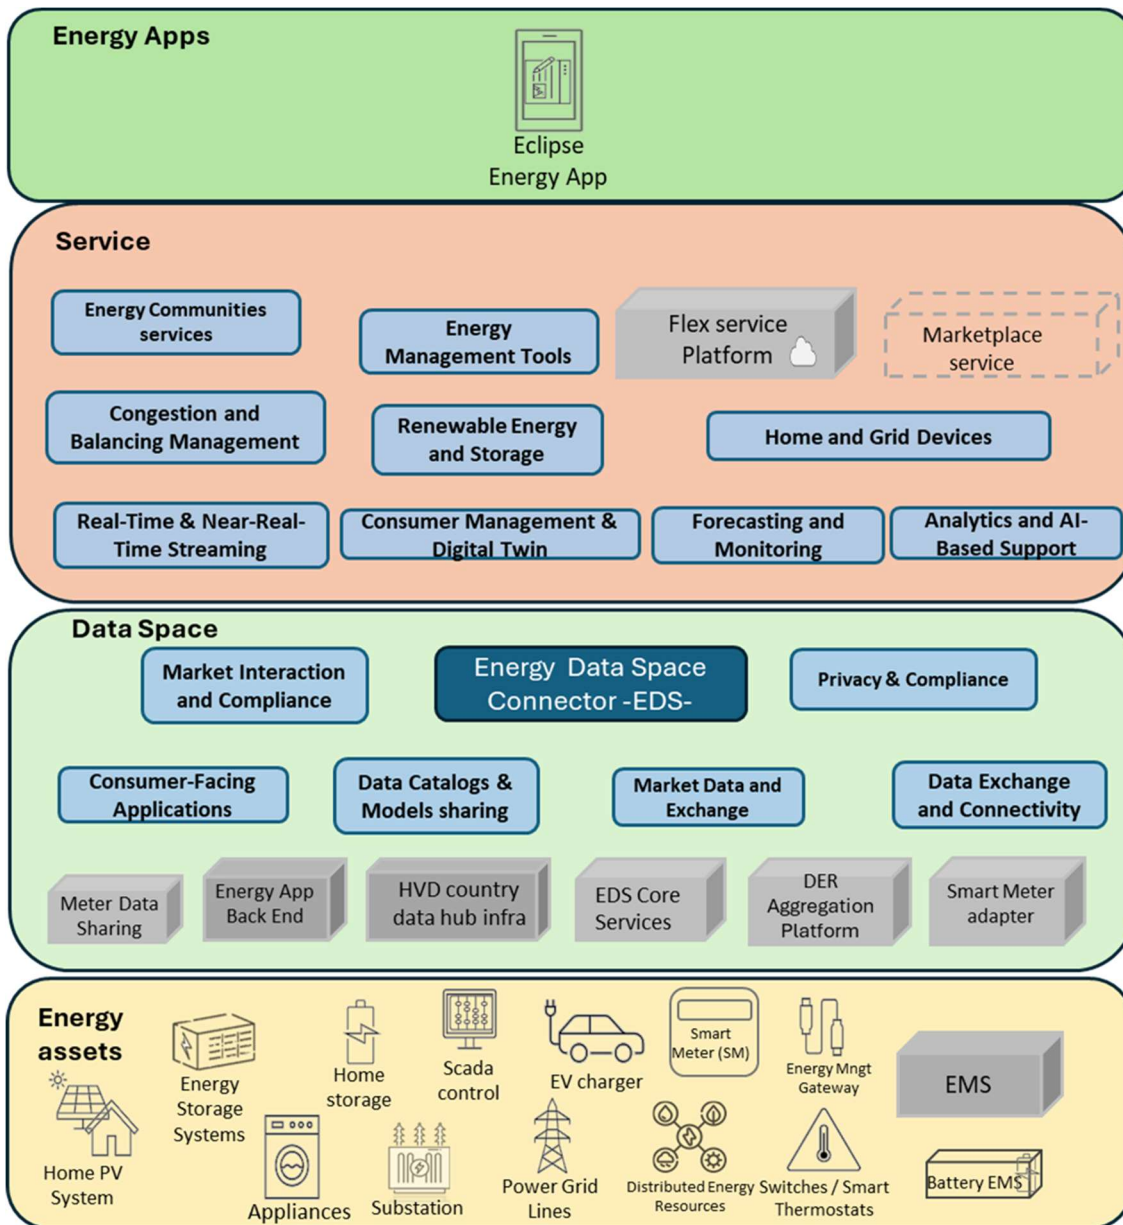 Energy Apps
Eclipse
Energy App
Service
Energy Communities
services
Energy
Management Tools
Flex service
Platform
Marketplace
service
Congestion and
Balancing Management
Renewable Energy
and Storage
Home and Grid Devices
Real-Time & Near-Real-
Time Streaming
Consumer Management &
Digital Twin
Forecasting and
Monitoring
Analytics and AI-
Based Support
Data Space
Market Interaction
and Compliance
Energy Data Space
Connector -EDS-
Privacy & Compliance
Consumer-Facing
Applications
Data Catalogs &
Models sharing
Market Data and
Exchange
Data Exchange
and Connectivity
Meter Data
Sharing
Energy App
Back End
HVD country
data hub infra
EDS Core
Services
DER
Aggregation
Platform
Smart Meter
adapter
Energy
assets
Energy
Storage
Systems
Home
storage
Scada
control
EV charger
Smart
Meter (SM)
Energy Mngt
Gateway
EMS
Home PV
System
Appliances
Substation
Power Grid
Lines
Distributed Energy
Resources
Switches / Smart
Thermostats
Battery EMS